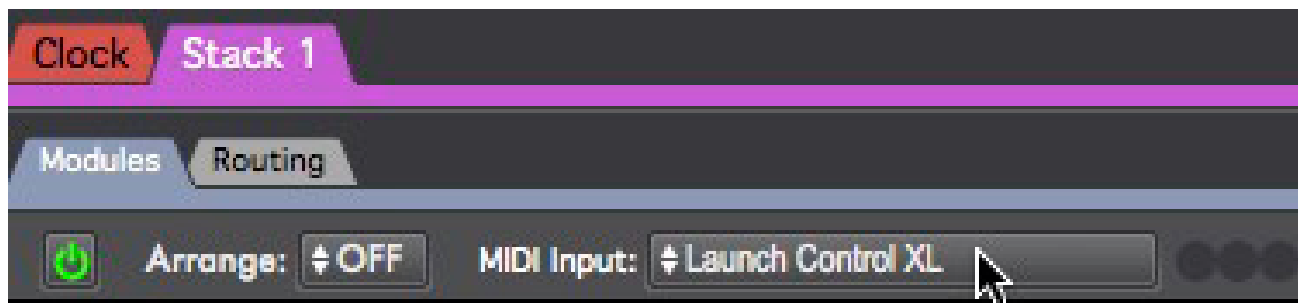 Clock Stack 1
Modules Routing
Arrange: OFF MIDI Input: Launch Control XL